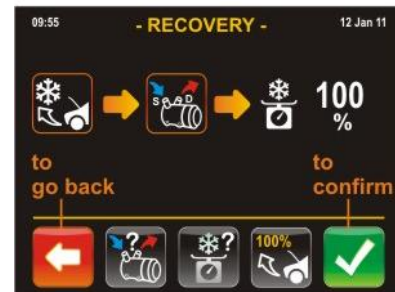 09:55 - RECOVERY - 12 Jan 11
S D
100
%
to
go back
to
confirm
? ? 100%